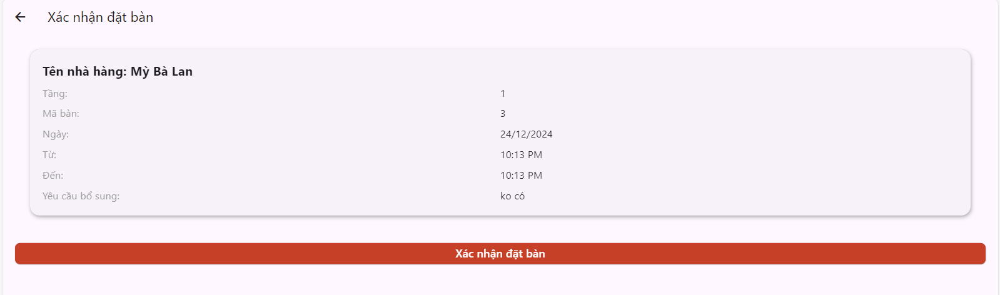 Xác nhận đặt bàn
Tên nhà hàng: Mỳ Bà Lan
Tầng: 1
Mã bàn: 3
Ngày: 24/12/2024
Từ: 10:13 PM
Đến: 10:13 PM
Yêu cầu bổ sung: ko có
Xác nhận đặt bàn